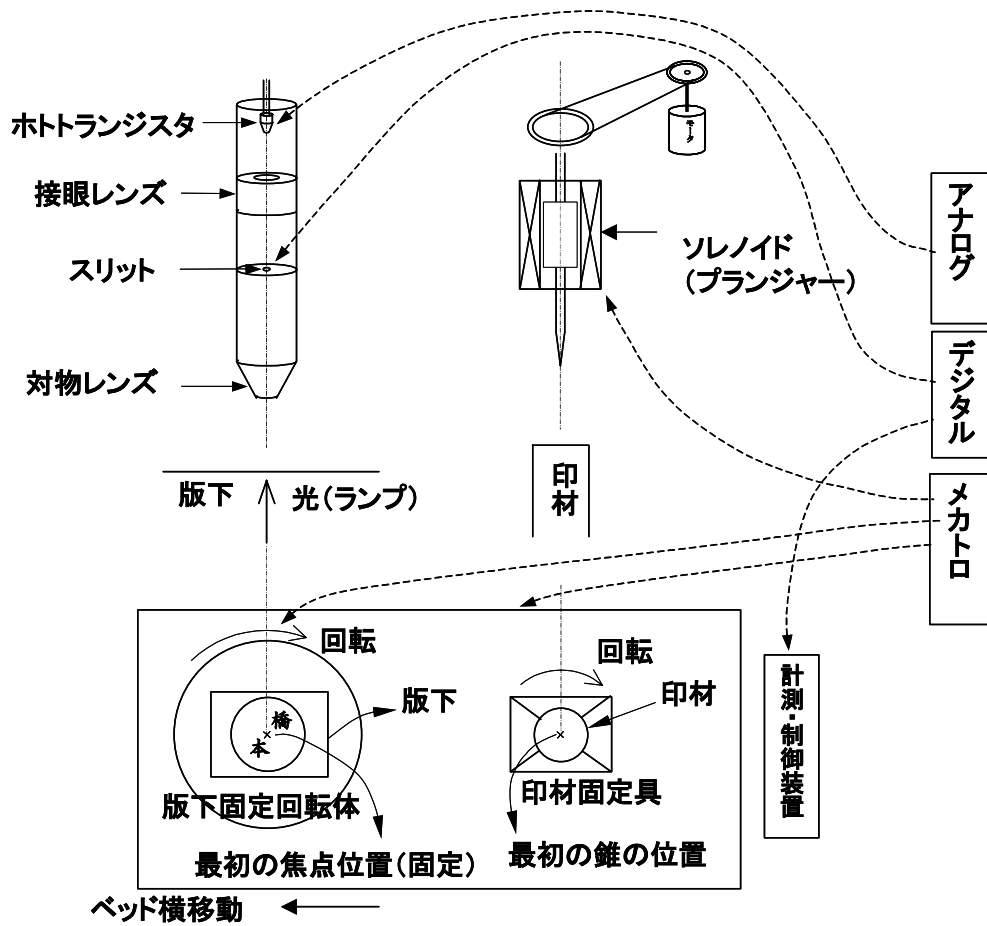 ホトトランジスタ
接眼レンズ
スリット
対物レンズ
モータ
ソレノイド
(プランジャー)
アナログ
デジタル
メカトロ
版下
光(ランプ)
印材
回転
版下
橋
本
版下固定回転体
最初の焦点位置(固定)
回転
印材
印材固定具
最初の錐の位置
計測・制御装置
ベッド横移動